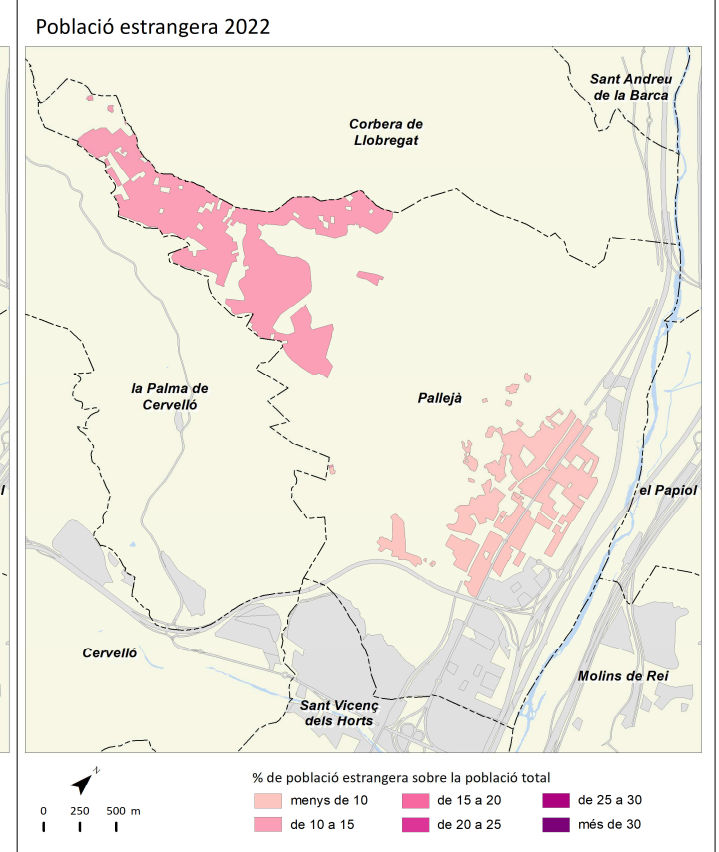 Població estrangera 2022
Sant Andreu
de la Barca
Corbera de
Llobregat
la Palma de
Cervelló
Pallejà
l
el Papiol
Cervelló
Molins de Rei
Sant Vicenç
dels Horts
N
0 250 500 m
% de població estrangera sobre la població total
menys de 10
de 15 a 20
de 25 a 30
de 10 a 15
de 20 a 25
més de 30